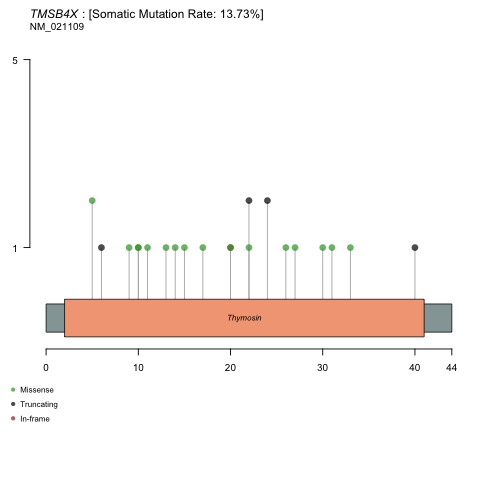 TMSB4X : [Somatic Mutation Rate: 13.73%]
NM_021109
5
1
Thymosin
0 10 20 30 40 44
Missense
Truncating
In-frame